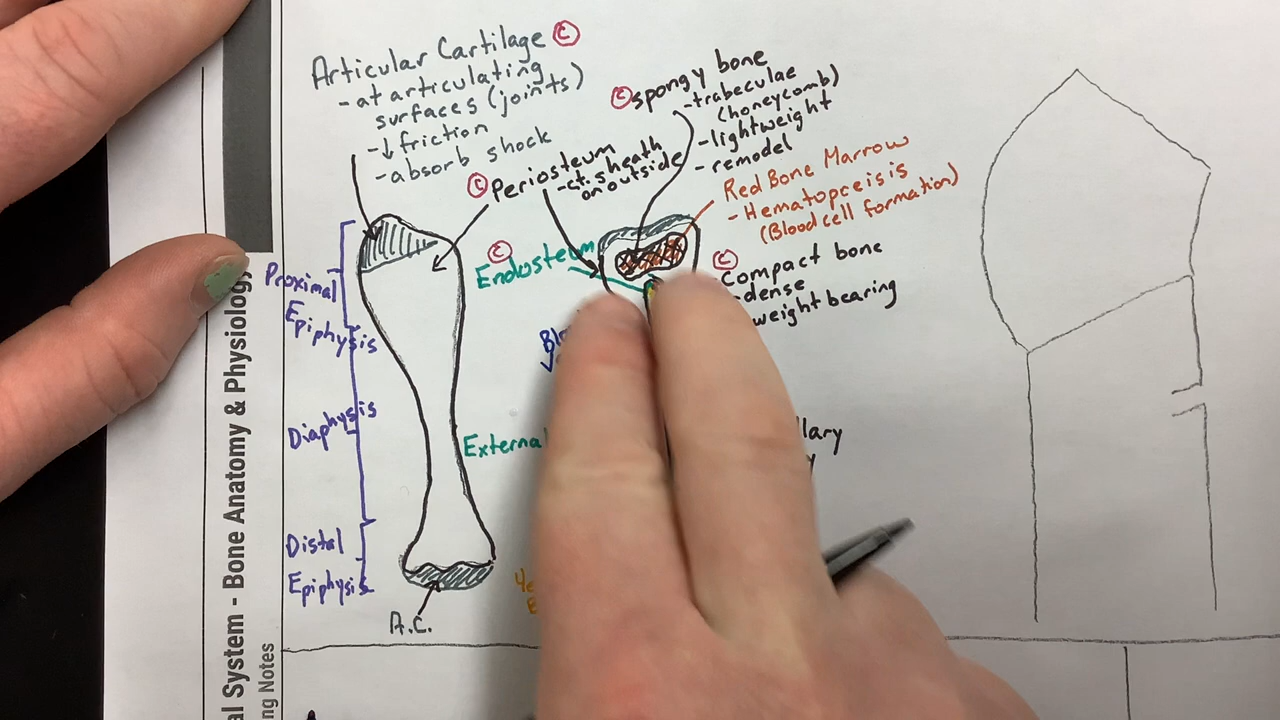 Articular Cartilage C
- at articulating
surfaces (joints)
- ↓ friction
- absorb shock
C Periosteum
- c.t. sheath
on outside
C spongy bone
- trabeculae
(honeycomb)
- lightweight
- remodel
Red Bone Marrow
- Hematopoeisis
(Blood cell formation)
C
Endosteum
C
Compact bone
- dense
weight bearing
Proximal
Epiphysis
Diaphysis
Distal
Epiphysis
External
A.C.
al System - Bone Anatomy & Physiology
ng Notes